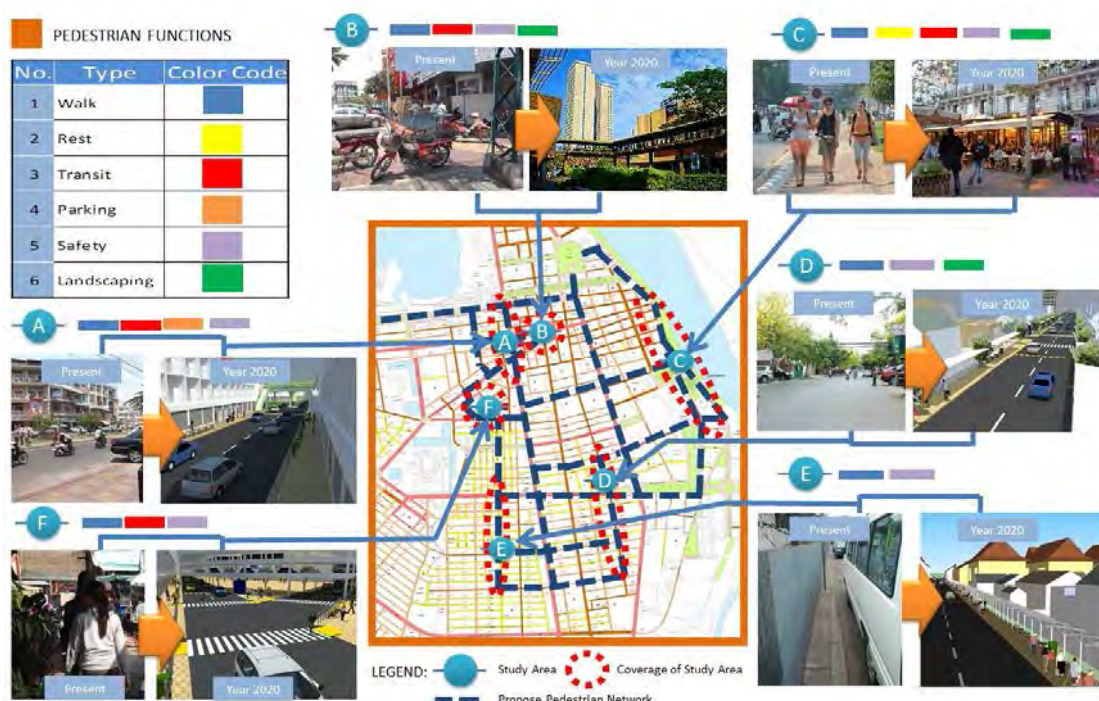 PEDESTRIAN FUNCTIONS
No. Type Color Code
1 Walk
2 Rest
3 Transit
4 Parking
5 Safety
6 Landscaping
B
Present
Year 2020
C
Present
Year 2020
D
Present
Year 2020
A
Present
Year 2020
E
Present
Year 2020
F
Present
Year 2020
A
B
C
F
D
E
LEGEND:
Study Area
Coverage of Study Area
Propose Pedestrian Network